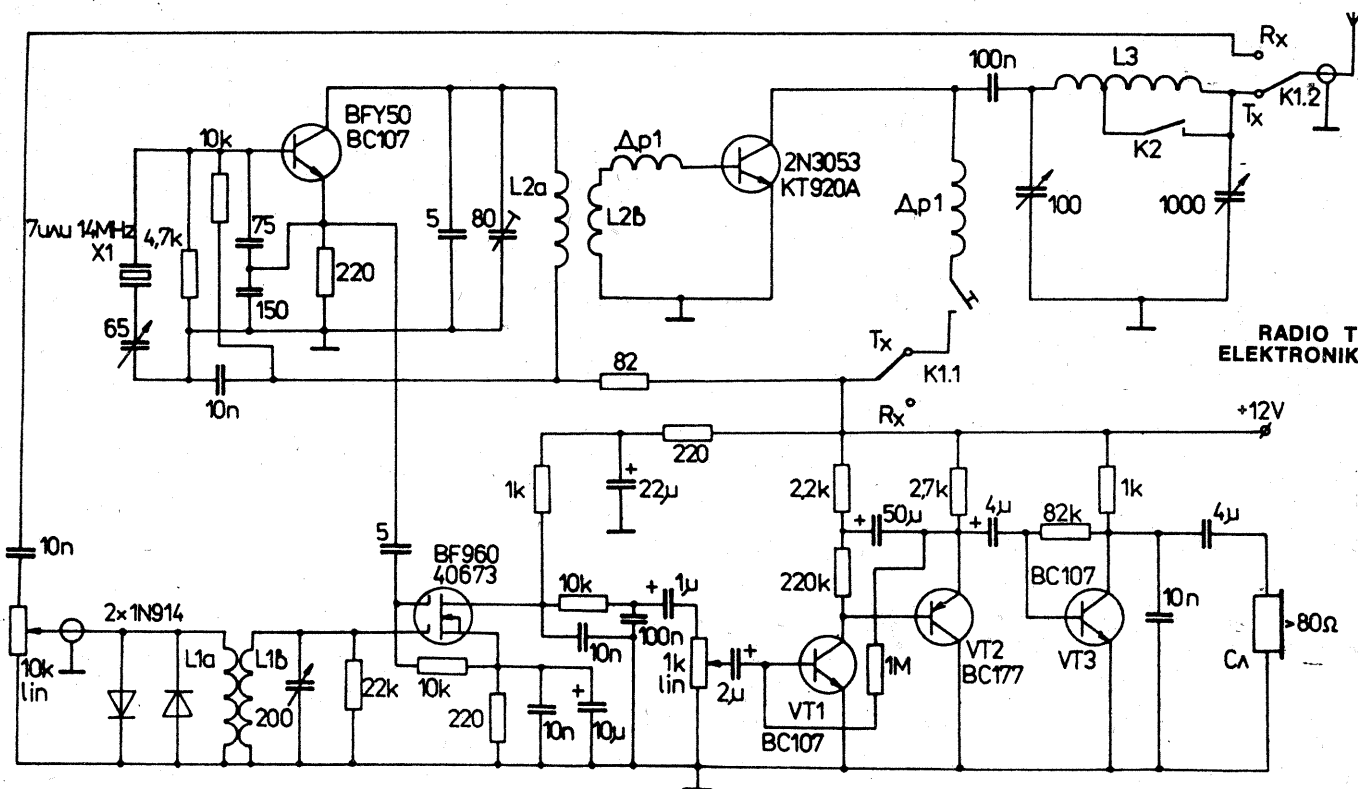 100n
L3
Rx
Tx
K1.2
K2
100
1000
BFY50
BC107
10k
7или 14MHz
X1
4,7k
75
150
220
65
10n
5
80
L2a
L2в
Др1
2N3053
KT920A
Др1
Tx
K1.1
Rx
82
RADIO T
ELEKTRONIK
+12V
220
1k
22µ
2,2k
2,7k
1k
50µ
4µ
82k
4µ
220k
BC107
10n
>80Ω
Сл
10n
5
BF960
40673
10k
1µ
100n
10n
1k
lin
2µ
VT1
BC107
1M
VT2
BC177
VT3
2×1N914
10k
lin
L1a
L1в
200
22k
10k
220
10n
10µ